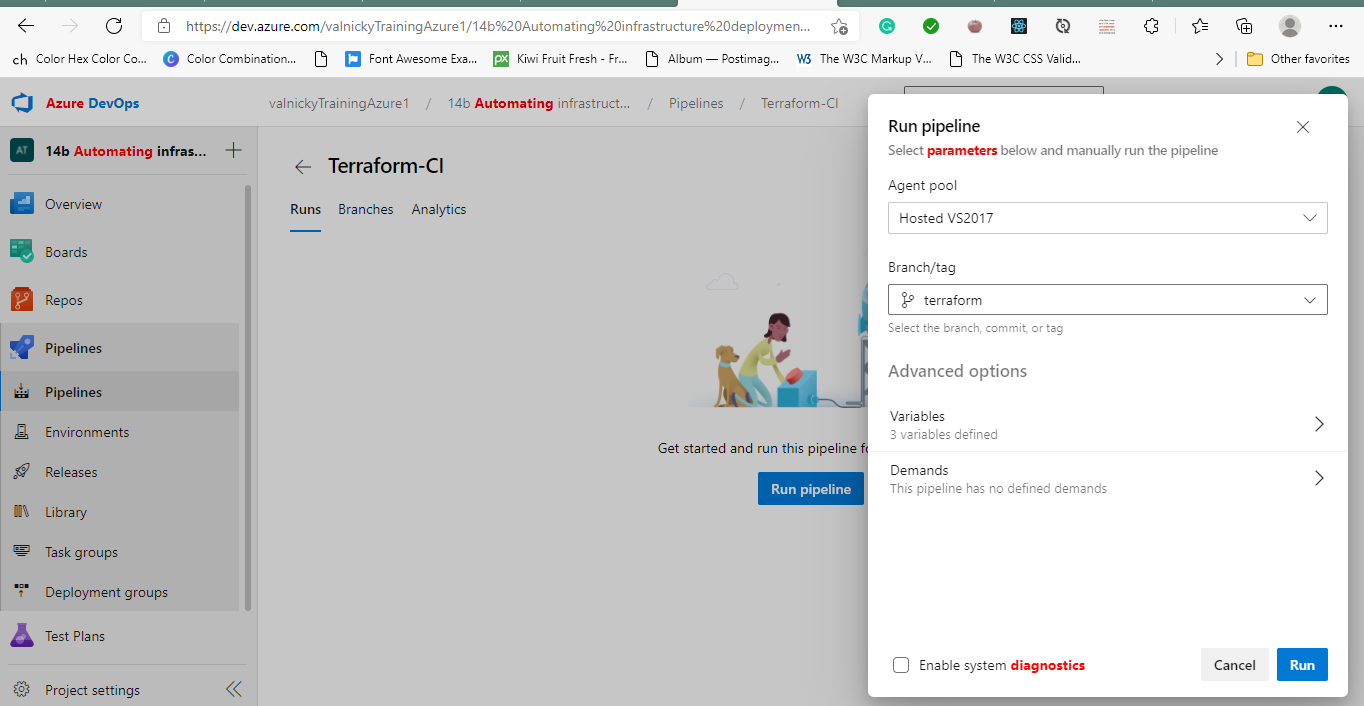 https://dev.azure.com/valnickyTrainingAzure1/14b%20Automating%20infrastructure%20deploymen...
ch Color Hex Color Co...
Color Combination...
Font Awesome Exa...
Kiwi Fruit Fresh - Fr...
Album — Postimag...
W3 The W3C Markup V...
The W3C CSS Valid...
Other favorites
Azure DevOps
valnickyTrainingAzure1 / 14b Automating infrastruct... / Pipelines / Terraform-CI
AT 14b Automating infras...
Overview
Boards
Repos
Pipelines
Pipelines
Environments
Releases
Library
Task groups
Deployment groups
Test Plans
Project settings
Terraform-CI
Runs Branches Analytics
Get started and run this pipeline fo
Run pipeline
Run pipeline
Select parameters below and manually run the pipeline
Agent pool
Hosted VS2017
Branch/tag
terraform
Select the branch, commit, or tag
Advanced options
Variables
3 variables defined
Demands
This pipeline has no defined demands
Enable system diagnostics
Cancel
Run